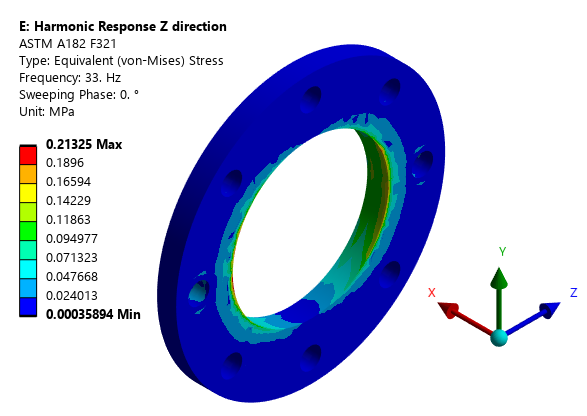 E: Harmonic Response Z direction
ASTM A182 F321
Type: Equivalent (von-Mises) Stress
Frequency: 33. Hz
Sweeping Phase: 0. °
Unit: MPa
0.21325 Max
0.1896
0.16594
0.14229
0.11863
0.094977
0.071323
0.047668
0.024013
0.00035894 Min
Y
X
Z